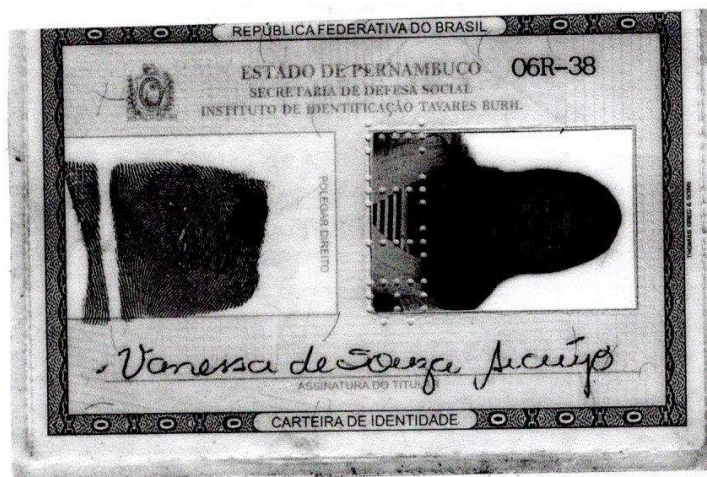 REPÚBLICA FEDERATIVA DO BRASIL
ESTADO DE PERNAMBUCO 06R-38
SECRETARIA DE DEFESA SOCIAL
INSTITUTO DE IDENTIFICAÇÃO TAVARES BURIL
POLEGAR DIREITO
Vanessa de Souza Araújo
ASSINATURA DO TITULAR
CARTEIRA DE IDENTIDADE